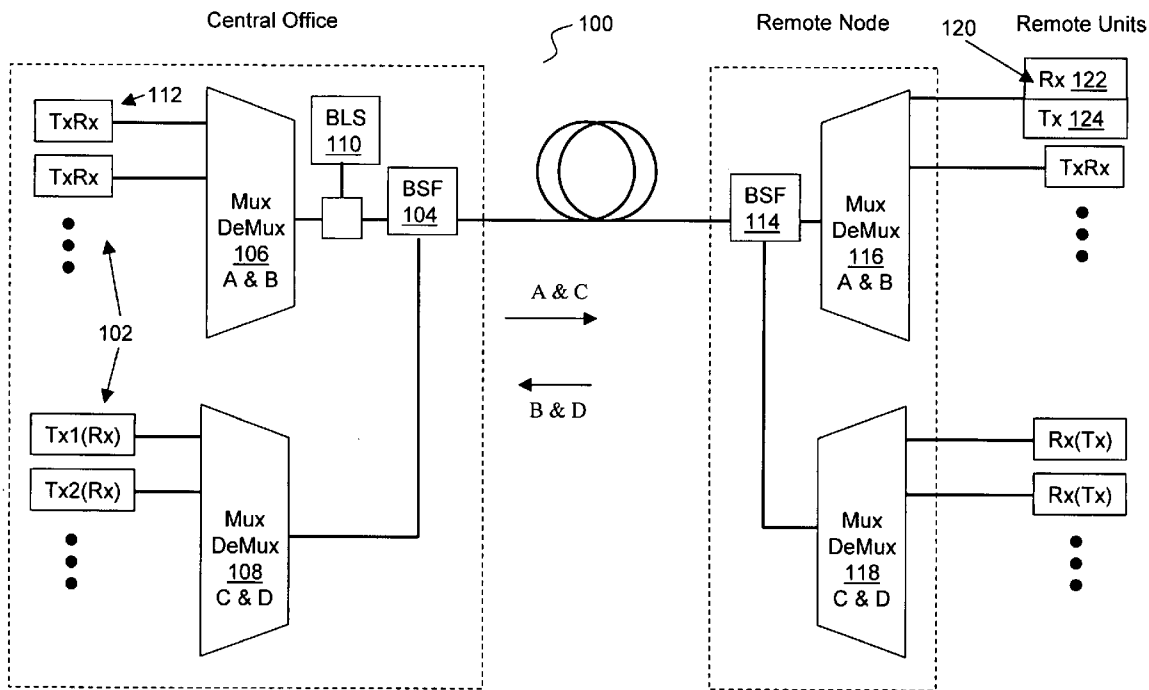 Central Office
100
Remote Node
120
Remote Units
112
TxRx
TxRx
BLS
110
BSF
104
Mux
DeMux
106
A & B
102
A & C
B & D
BSF
114
Mux
DeMux
116
A & B
Rx 122
Tx 124
TxRx
Tx1(Rx)
Tx2(Rx)
Mux
DeMux
108
C & D
Mux
DeMux
118
C & D
Rx(Tx)
Rx(Tx)